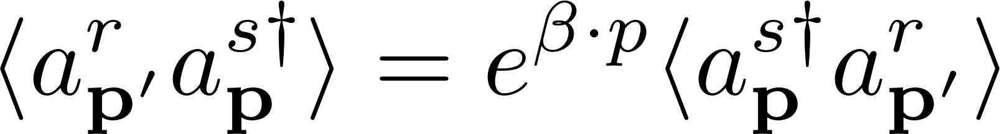 ⟨a^r_{𝐩′} a^{s†}_𝐩⟩ = e^{β·p} ⟨a^{s†}_𝐩 a^r_{𝐩′}⟩